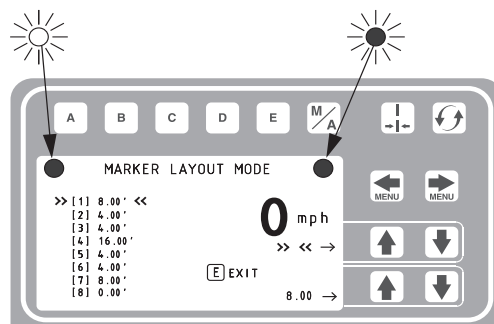 A B C D E M/A
MARKER LAYOUT MODE
MENU MENU
>> [1] 8.00' <<
[2] 4.00'
[3] 4.00'
[4] 16.00'
[5] 4.00'
[6] 4.00'
[7] 8.00'
[8] 0.00'
0 mph
>> << →
E EXIT
8.00 →